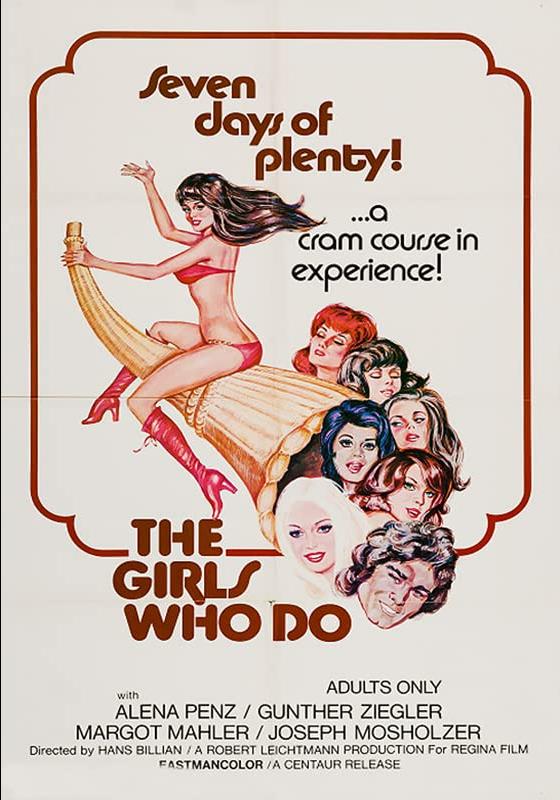 Seven
days of
plenty!
...a
cram course in
experience!
THE
GIRLS
WHO DO
ADULTS ONLY
with
ALENA PENZ / GUNTHER ZIEGLER
MARGOT MAHLER / JOSEPH MOSHOLZER
Directed by HANS BILLIAN / A ROBERT LEICHTMANN PRODUCTION For REGINA FILM
EASTMANCOLOR / A CENTAUR RELEASE